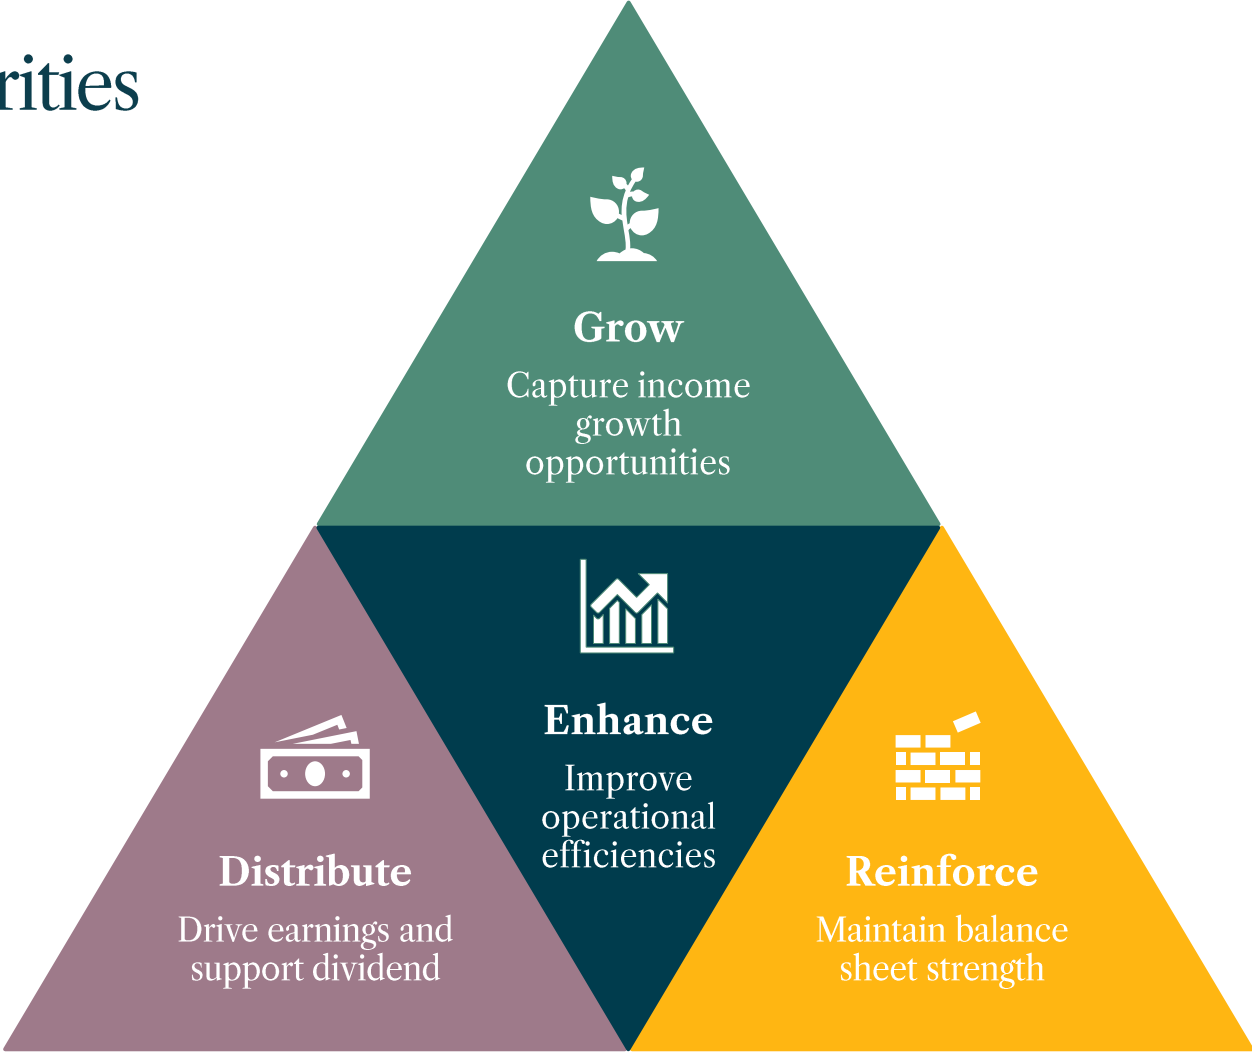 rities
Grow
Capture income
growth
opportunities
Enhance
Improve
operational
efficiencies
Distribute
Drive earnings and
support dividend
Reinforce
Maintain balance
sheet strength